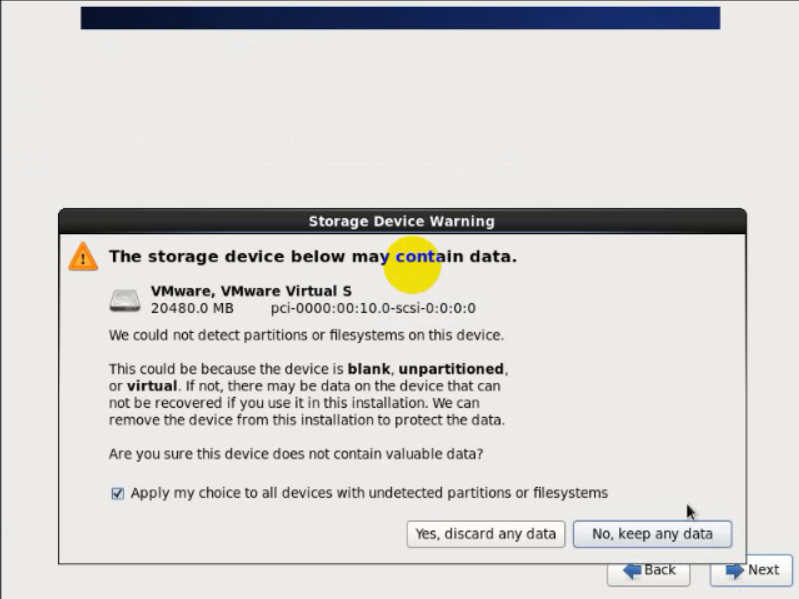 Storage Device Warning
The storage device below may contain data.
VMware, VMware Virtual S
20480.0 MB pci-0000:00:10.0-scsi-0:0:0:0
We could not detect partitions or filesystems on this device.
This could be because the device is blank, unpartitioned,
or virtual. If not, there may be data on the device that can
not be recovered if you use it in this installation. We can
remove the device from this installation to protect the data.
Are you sure this device does not contain valuable data?
Apply my choice to all devices with undetected partitions or filesystems
Yes, discard any data No, keep any data
Back Next